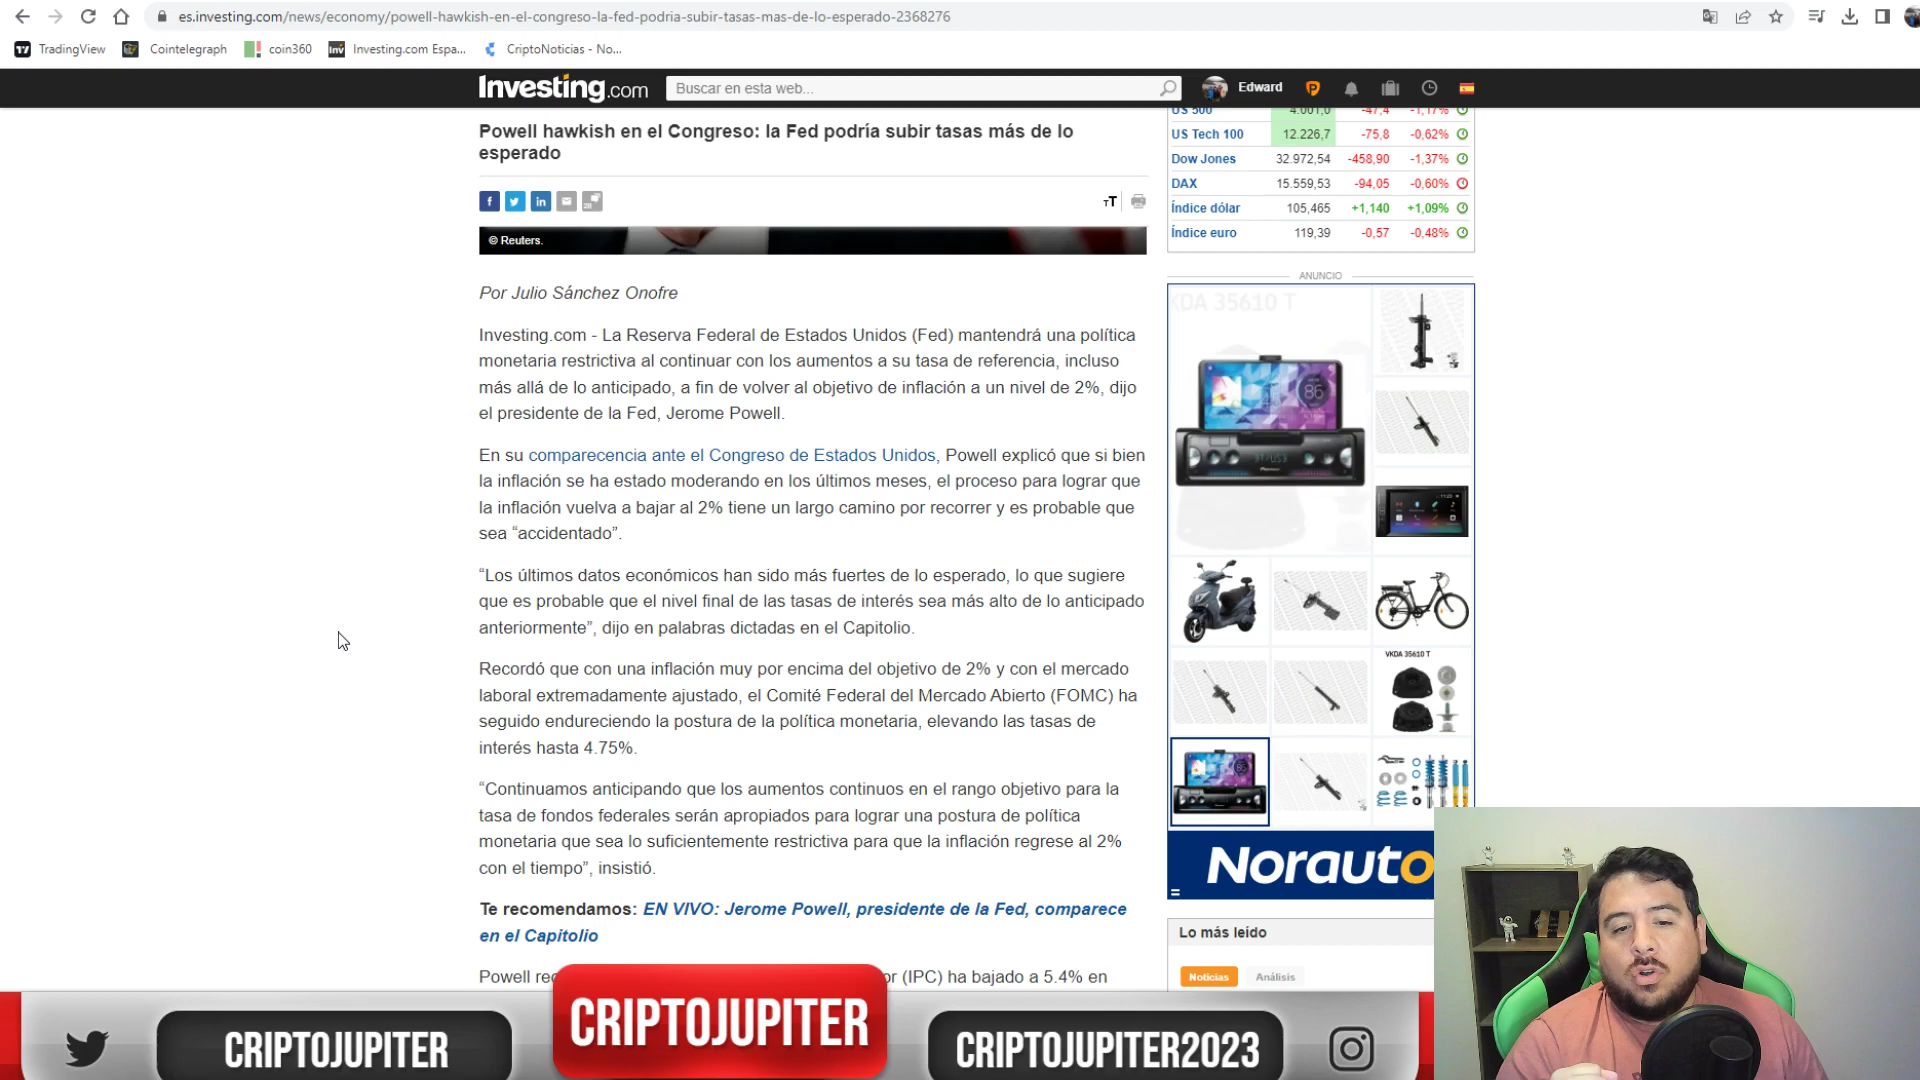 es.investing.com/news/economy/powell-hawkish-en-el-congreso-la-fed-podria-subir-tasas-mas-de-lo-esperado-2368276
TradingView
Cointelegraph
coin360
Investing.com Espa...
CriptoNoticias - No...
Investing.com
Buscar en esta web...
Edward
Powell hawkish en el Congreso: la Fed podría subir tasas más de lo
esperado
US 500 4.001,0 -47,4 -1,17%
US Tech 100 12.226,7 -75,8 -0,62%
Dow Jones 32.972,54 -458,90 -1,37%
DAX 15.559,53 -94,05 -0,60%
Índice dólar 105,465 +1,140 +1,09%
Índice euro 119,39 -0,57 -0,48%
© Reuters.
Por Julio Sánchez Onofre
Investing.com - La Reserva Federal de Estados Unidos (Fed) mantendrá una política
monetaria restrictiva al continuar con los aumentos a su tasa de referencia, incluso
más allá de lo anticipado, a fin de volver al objetivo de inflación a un nivel de 2%, dijo
el presidente de la Fed, Jerome Powell.
En su comparecencia ante el Congreso de Estados Unidos, Powell explicó que si bien
la inflación se ha estado moderando en los últimos meses, el proceso para lograr que
la inflación vuelva a bajar al 2% tiene un largo camino por recorrer y es probable que
sea “accidentado”.
“Los últimos datos económicos han sido más fuertes de lo esperado, lo que sugiere
que es probable que el nivel final de las tasas de interés sea más alto de lo anticipado
anteriormente”, dijo en palabras dictadas en el Capitolio.
Recordó que con una inflación muy por encima del objetivo de 2% y con el mercado
laboral extremadamente ajustado, el Comité Federal del Mercado Abierto (FOMC) ha
seguido endureciendo la postura de la política monetaria, elevando las tasas de
interés hasta 4.75%.
“Continuamos anticipando que los aumentos continuos en el rango objetivo para la
tasa de fondos federales serán apropiados para lograr una postura de política
monetaria que sea lo suficientemente restrictiva para que la inflación regrese al 2%
con el tiempo”, insistió.
Te recomendamos: EN VIVO: Jerome Powell, presidente de la Fed, comparece
en el Capitolio
Powell rec
or (IPC) ha bajado a 5.4% en
ANUNCIO
KDA 35610 T
VKDA 35610 T
Norauto
Lo más leído
Noticias
Análisis
CRIPTOJUPITER
CRIPTOJUPITER
CRIPTOJUPITER2023